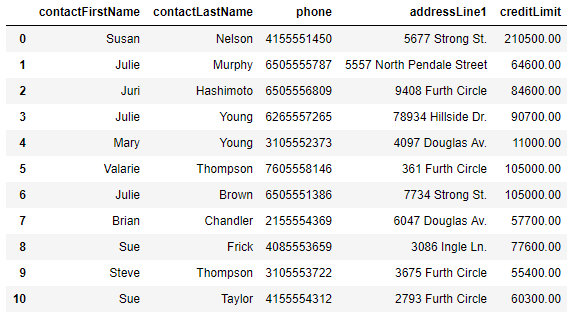 contactFirstName contactLastName phone addressLine1 creditLimit
0 Susan Nelson 4155551450 5677 Strong St. 210500.00
1 Julie Murphy 6505555787 5557 North Pendale Street 64600.00
2 Juri Hashimoto 6505556809 9408 Furth Circle 84600.00
3 Julie Young 6265557265 78934 Hillside Dr. 90700.00
4 Mary Young 3105552373 4097 Douglas Av. 11000.00
5 Valarie Thompson 7605558146 361 Furth Circle 105000.00
6 Julie Brown 6505551386 7734 Strong St. 105000.00
7 Brian Chandler 2155554369 6047 Douglas Av. 57700.00
8 Sue Frick 4085553659 3086 Ingle Ln. 77600.00
9 Steve Thompson 3105553722 3675 Furth Circle 55400.00
10 Sue Taylor 4155554312 2793 Furth Circle 60300.00